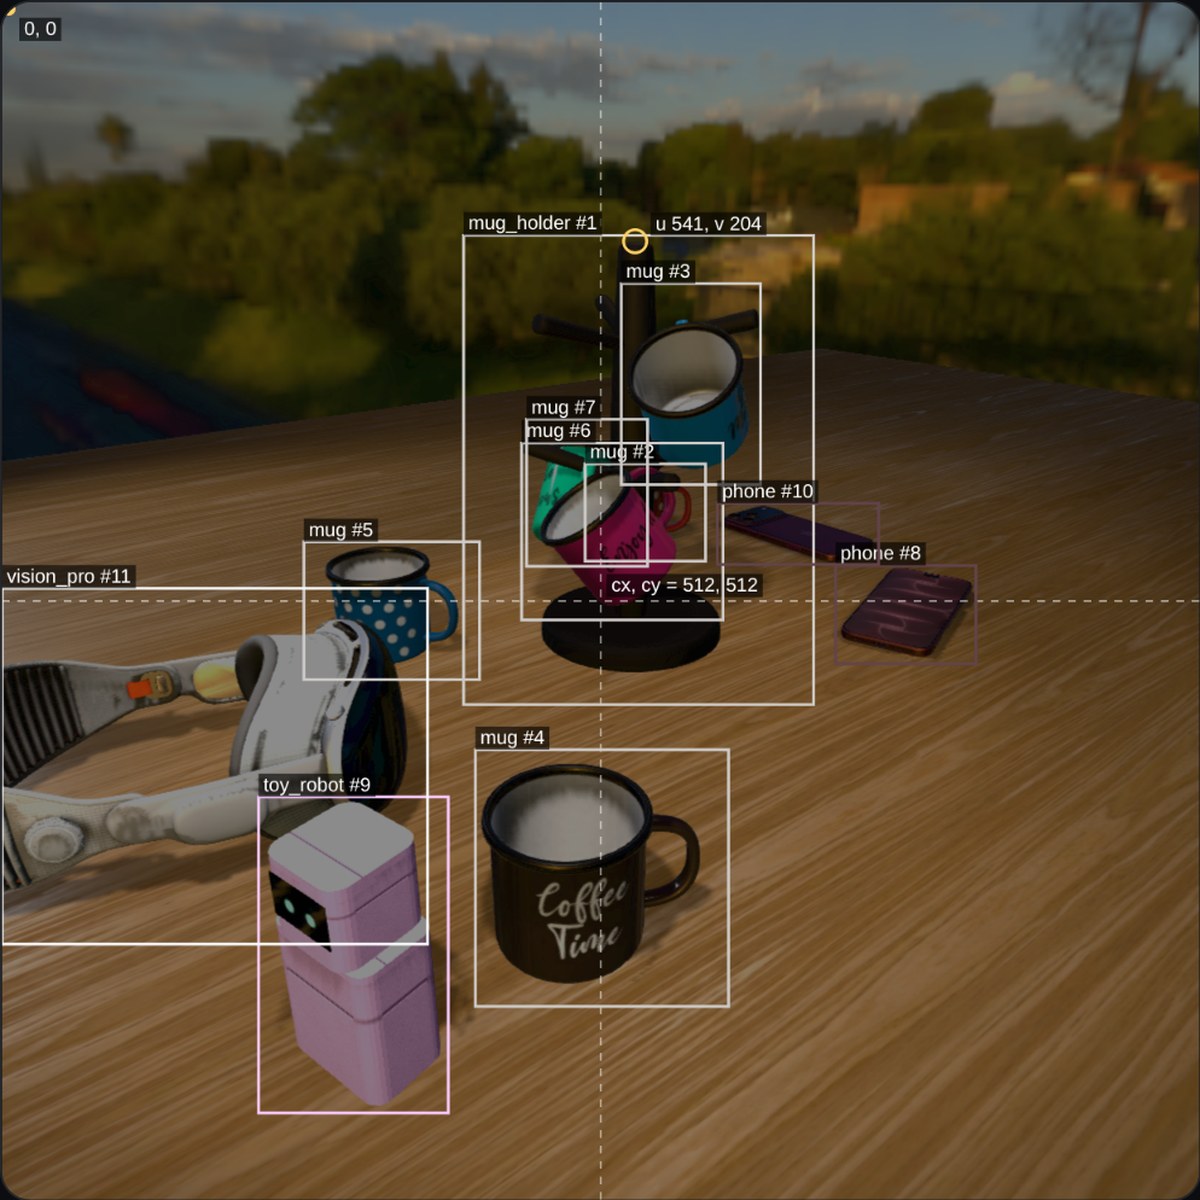 0, 0
mug_holder #1
u 541, v 204
mug #3
mug #7
mug #6
mug #2
phone #10
mug #5
phone #8
vision_pro #11
enjoy
cx, cy = 512, 512
mug #4
toy_robot #9
Coffee
Time